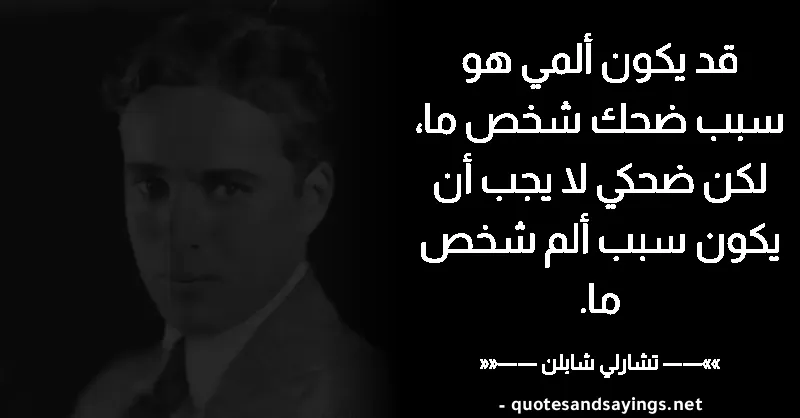 قد يكون ألمي هو
سبب ضحك شخص ما،
لكن ضحكي لا يجب أن
يكون سبب ألم شخص
ما.
»»—— تشارلي شابلن ——««
- quotesandsayings.net